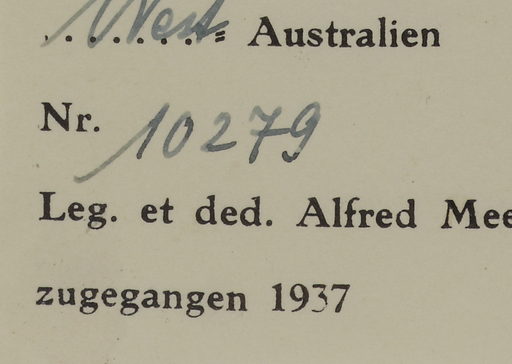 West= Australien
Nr. 10279
Leg. et ded. Alfred Mee
zugegangen 1937